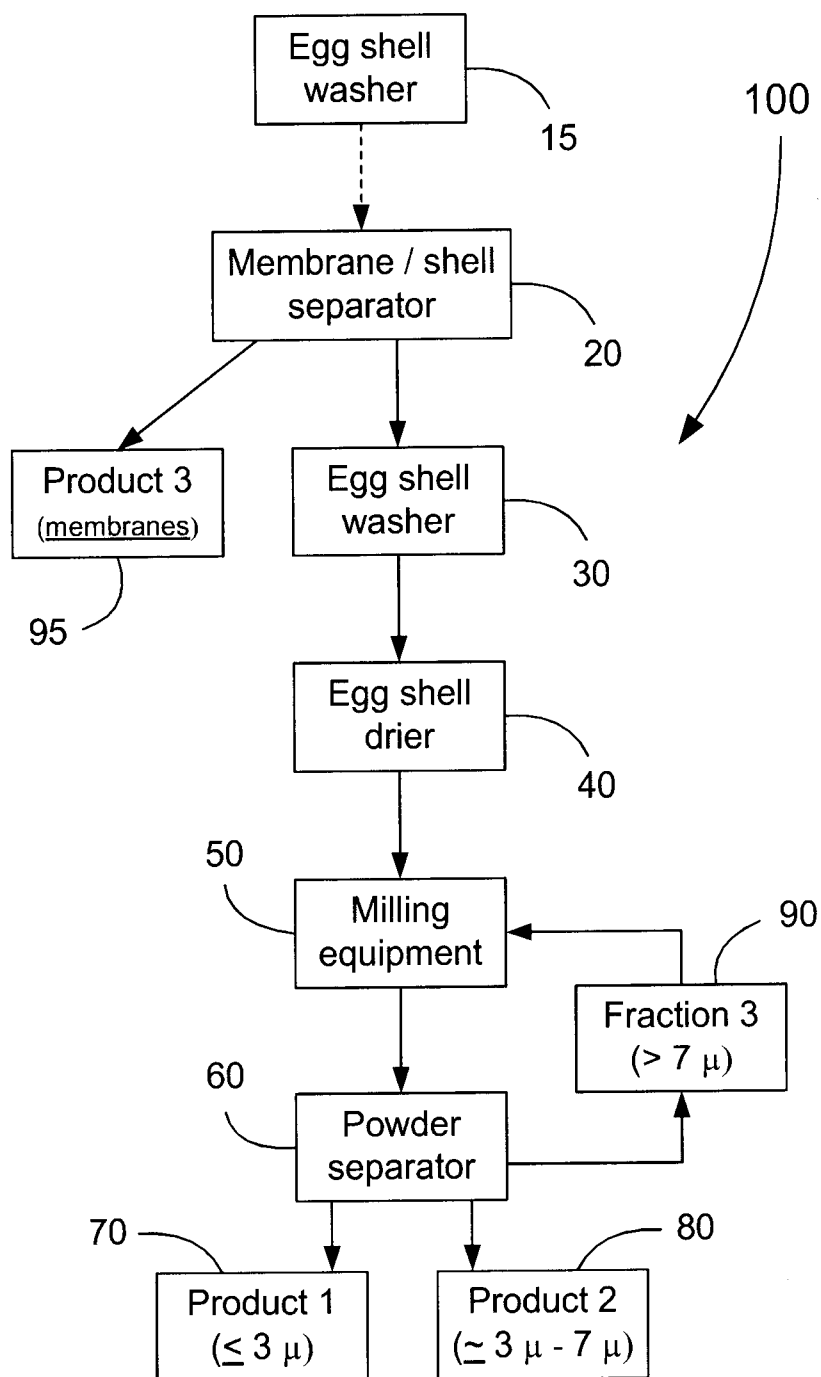 Egg shell
washer
15
100
Membrane / shell
separator
20
Product 3
(membranes)
95
Egg shell
washer
30
Egg shell
drier
40
50
Milling
equipment
90
Fraction 3
(> 7 μ)
60
Powder
separator
70
Product 1
(≤ 3 μ)
80
Product 2
(≃ 3 μ - 7 μ)